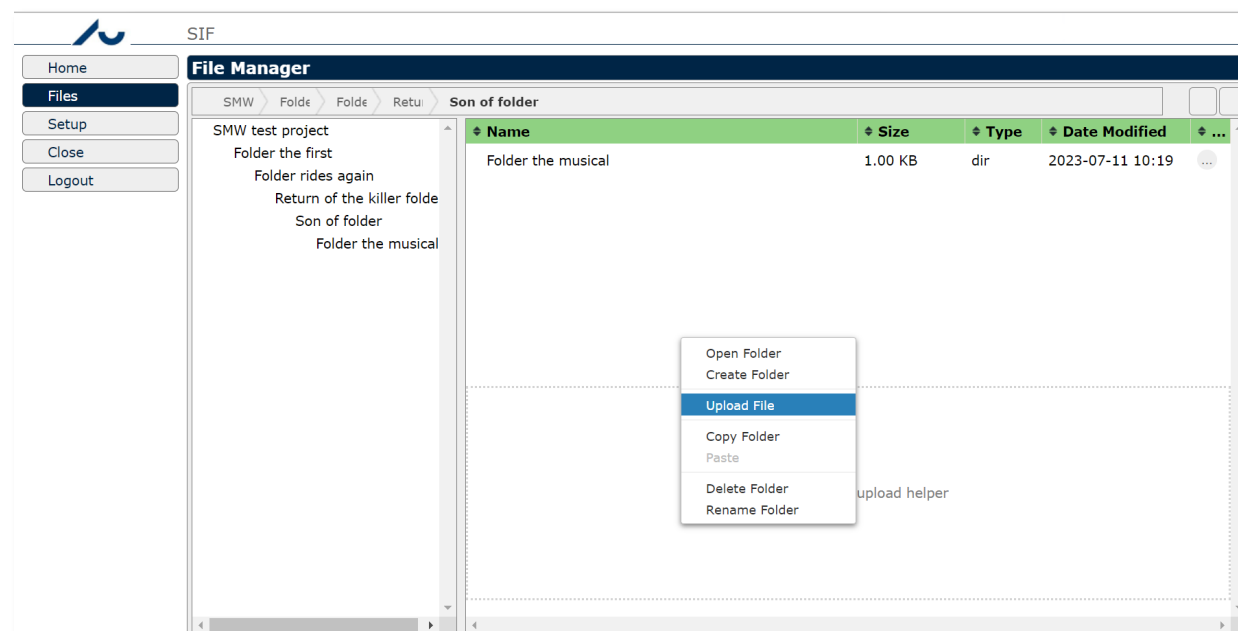 SIF
Home
Files
Setup
Close
Logout
File Manager
SMW Folde Folde Retu Son of folder
SMW test project
Folder the first
Folder rides again
Return of the killer folde
Son of folder
Folder the musical
Name Size Type Date Modified ...
Folder the musical 1.00 KB dir 2023-07-11 10:19 ...
Open Folder
Create Folder
Upload File
Copy Folder
Paste
Delete Folder
Rename Folder
upload helper